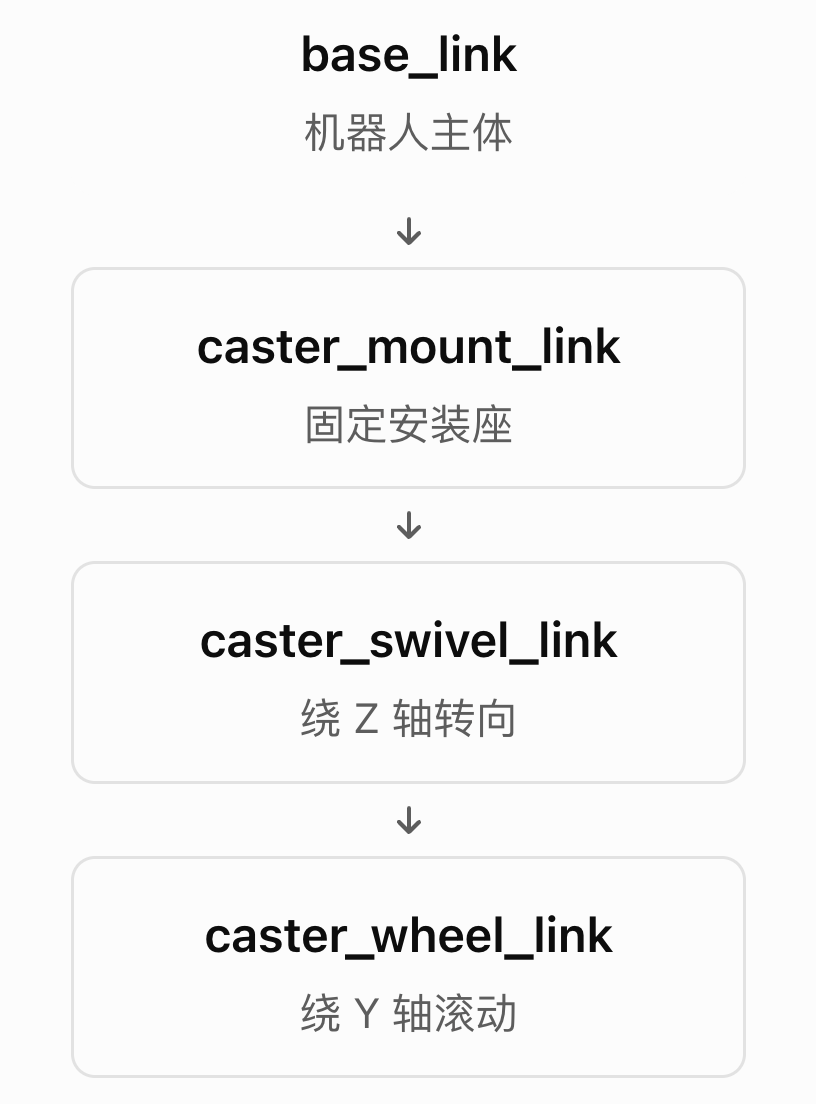 base_link
机器人主体
↓
caster_mount_link
固定安装座
↓
caster_swivel_link
绕 Z 轴转向
↓
caster_wheel_link
绕 Y 轴滚动